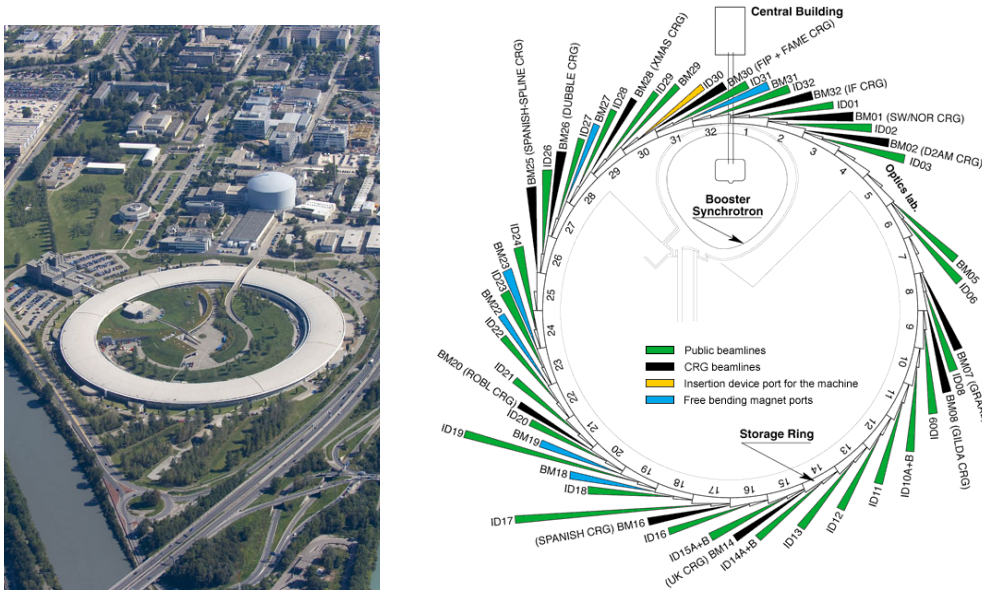 Central Building
BM25 (SPANISH-SPLINE CRG)
ID26
BM26 (DUBBLE CRG)
ID27
BM27
ID28
BM28 (XMAS CRG)
ID29
BM29
ID30
BM30 (FIP + FAME CRG)
ID31
BM31
ID32
BM32 (IF CRG)
ID01
BM01 (SW/NOR CRG)
ID02
BM02 (D2AM CRG)
ID03
Optics lab.
BM05
ID06
BM07 (GRAA
ID08
BM08 (GILDA CRG)
ID09
ID10A+B
ID11
ID12
ID13
ID14A+B
(UK CRG) BM14
ID15A+B
ID16
(SPANISH CRG) BM16
ID17
ID18
BM18
BM19
ID19
ID20
BM20 (ROBL CRG)
ID21
ID22
BM22
ID23
BM23
ID24
1
2
3
4
5
6
7
8
9
10
11
12
13
14
15
16
17
18
19
20
21
22
23
24
25
26
27
28
29
30
31
32
Booster
Synchrotron
Public beamlines
CRG beamlines
Insertion device port for the machine
Free bending magnet ports
Storage Ring